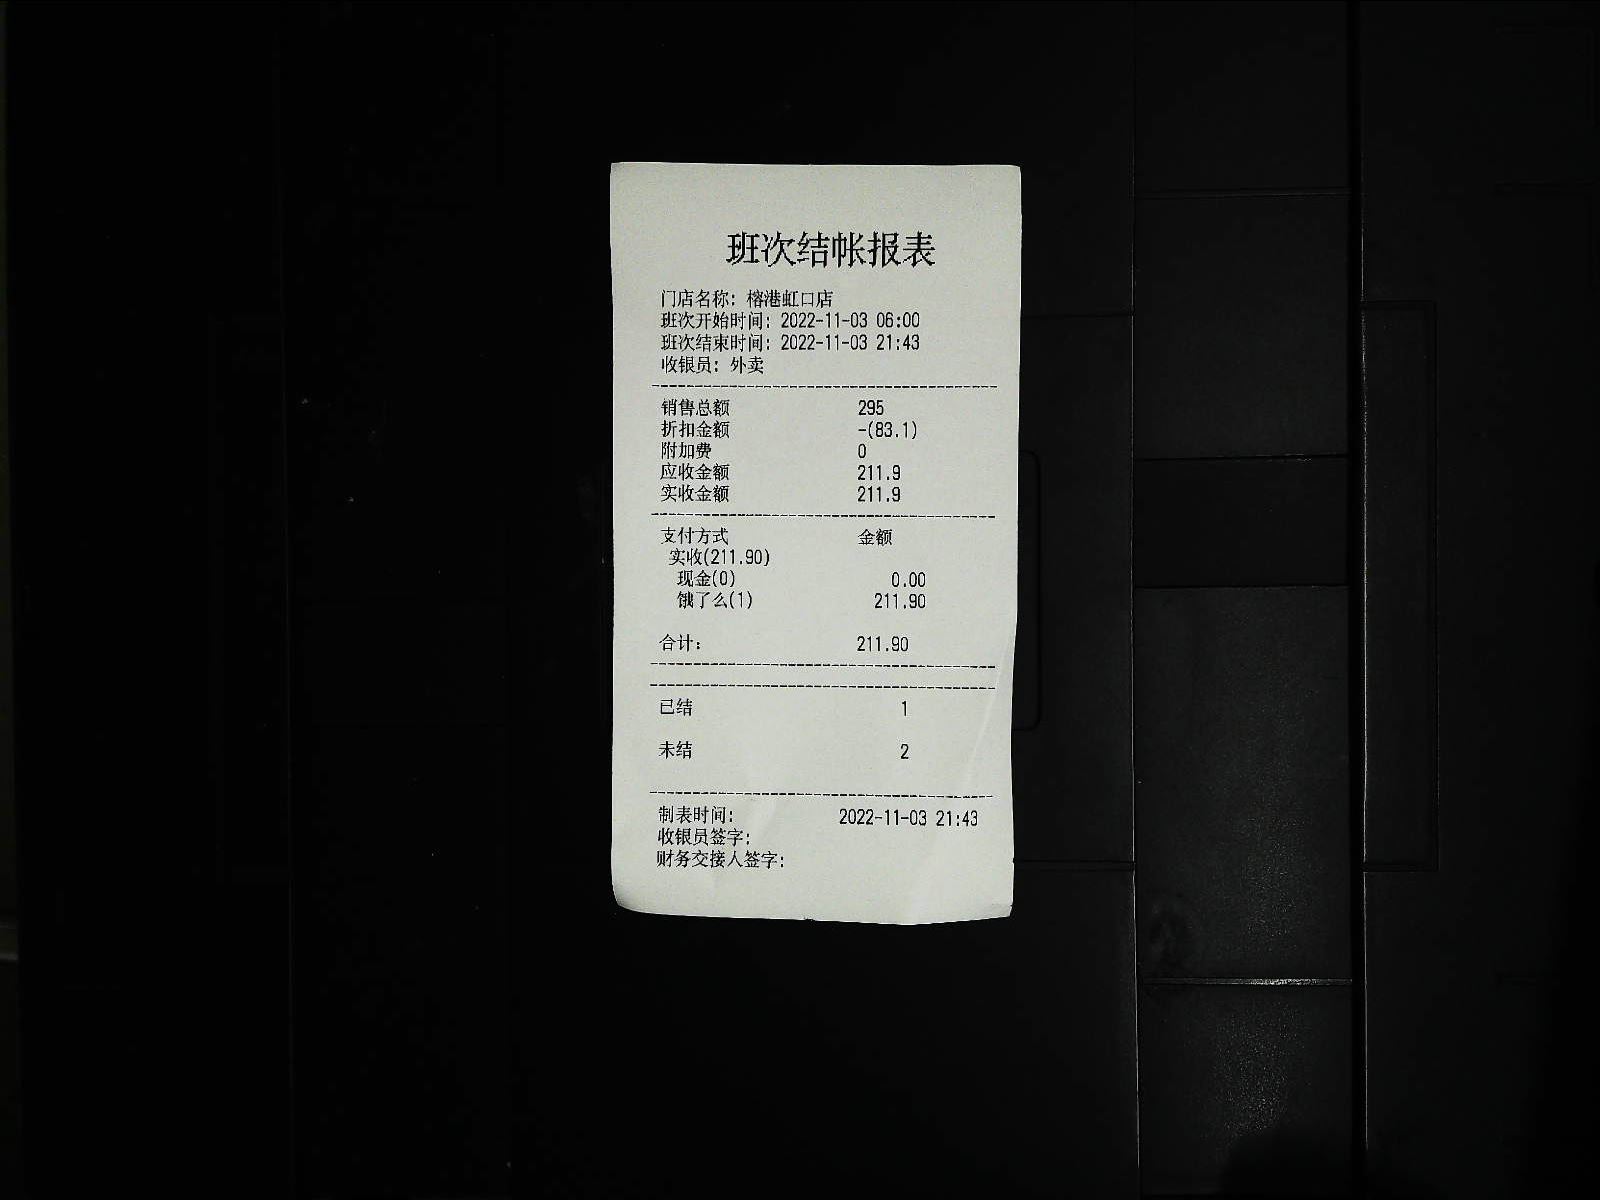 班次结帐报表
门店名称: 榕港虹口店
班次开始时间: 2022-11-03 06:00
班次结束时间: 2022-11-03 21:43
收银员: 外卖
销售总额 295
折扣金额 -(83.1)
附加费 0
应收金额 211.9
实收金额 211.9
支付方式 金额
实收(211.90)
现金(0) 0.00
饿了么(1) 211.90
合计: 211.90
已结 1
未结 2
制表时间: 2022-11-03 21:43
收银员签字:
财务交接人签字: